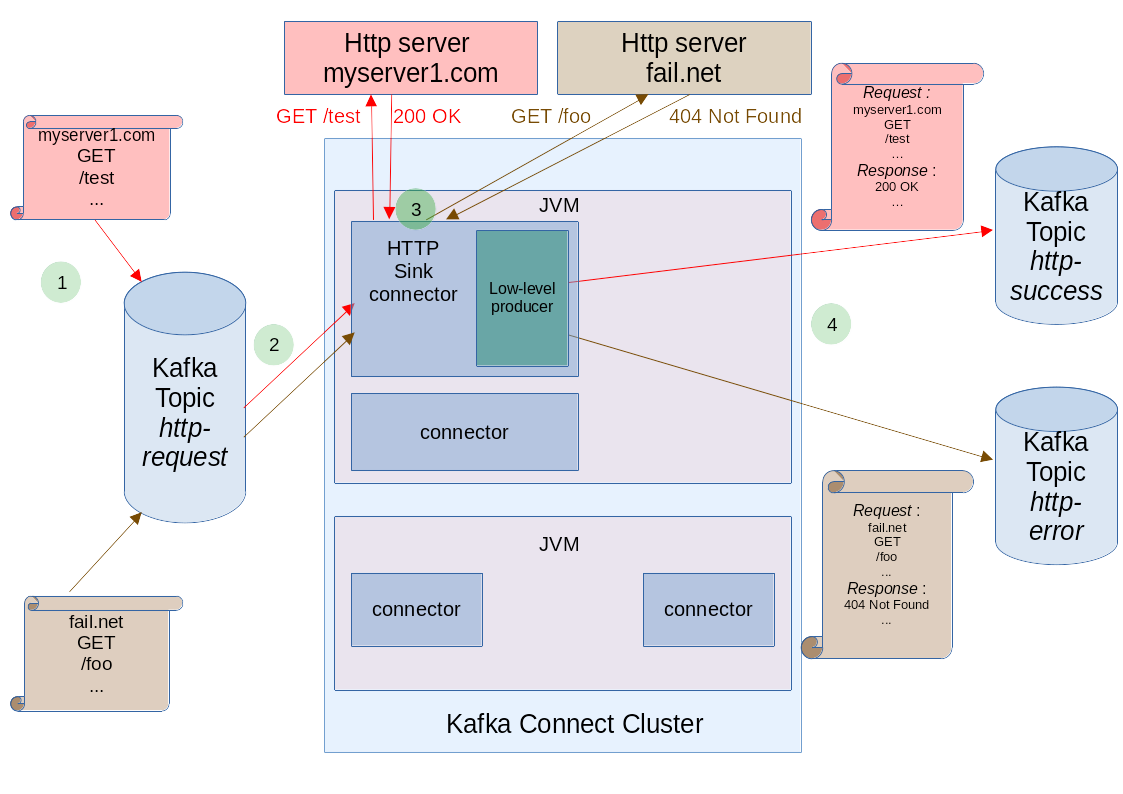 Http server
myserver1.com
Http server
fail.net
GET /test
200 OK
GET /foo
404 Not Found
myserver1.com
GET
/test
...
1
Kafka
Topic
http-
request
2
fail.net
GET
/foo
...
JVM
3
HTTP
Sink
connector
Low-level
producer
connector
JVM
connector
connector
Kafka Connect Cluster
Request :
myserver1.com
GET
/test
...
Response :
200 OK
...
Kafka
Topic
http-
success
4
Kafka
Topic
http-
error
Request :
fail.net
GET
/foo
...
Response :
404 Not Found
...